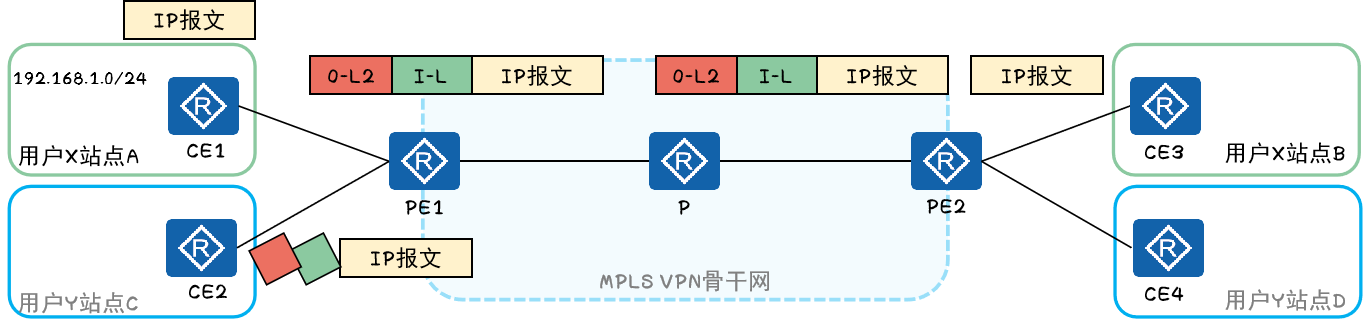 IP报文
192.168.1.0/24
R
CE1
用户X站点A
O-L2 I-L IP报文
O-L2 I-L IP报文
IP报文
R
CE3
用户X站点B
R
PE1
R
P
R
PE2
R
CE2
用户Y站点C
IP报文
MPLS VPN骨干网
R
CE4
用户Y站点D